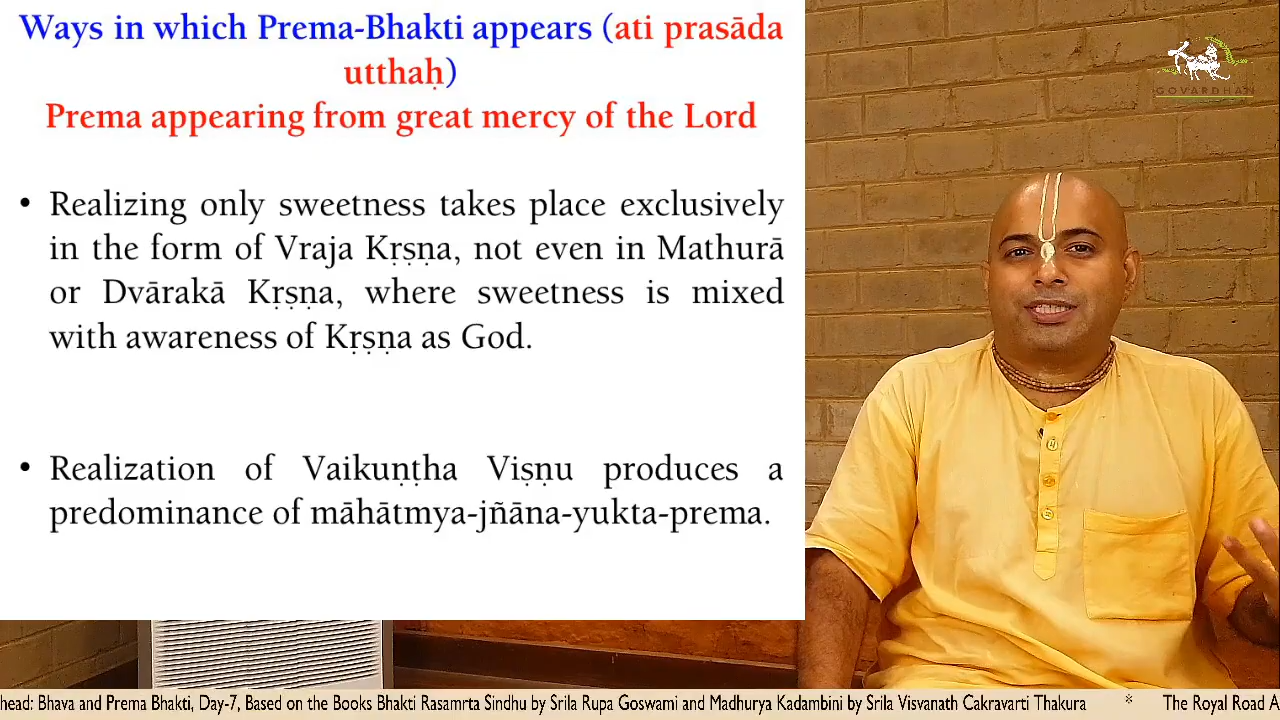 Ways in which Prema-Bhakti appears (ati prasāda
utthaḥ)
Prema appearing from great mercy of the Lord
• Realizing only sweetness takes place exclusively
in the form of Vraja Kṛṣṇa, not even in Mathurā
or Dvārakā Kṛṣṇa, where sweetness is mixed
with awareness of Kṛṣṇa as God.
• Realization of Vaikuṇṭha Viṣṇu produces a
predominance of māhātmya-jñāna-yukta-prema.
GOVARDHAN
head: Bhava and Prema Bhakti, Day-7, Based on the Books Bhakti Rasamrta Sindhu by Srila Rupa Goswami and Madhurya Kadambini by Srila Visvanath Cakravarti Thakura * The Royal Road A